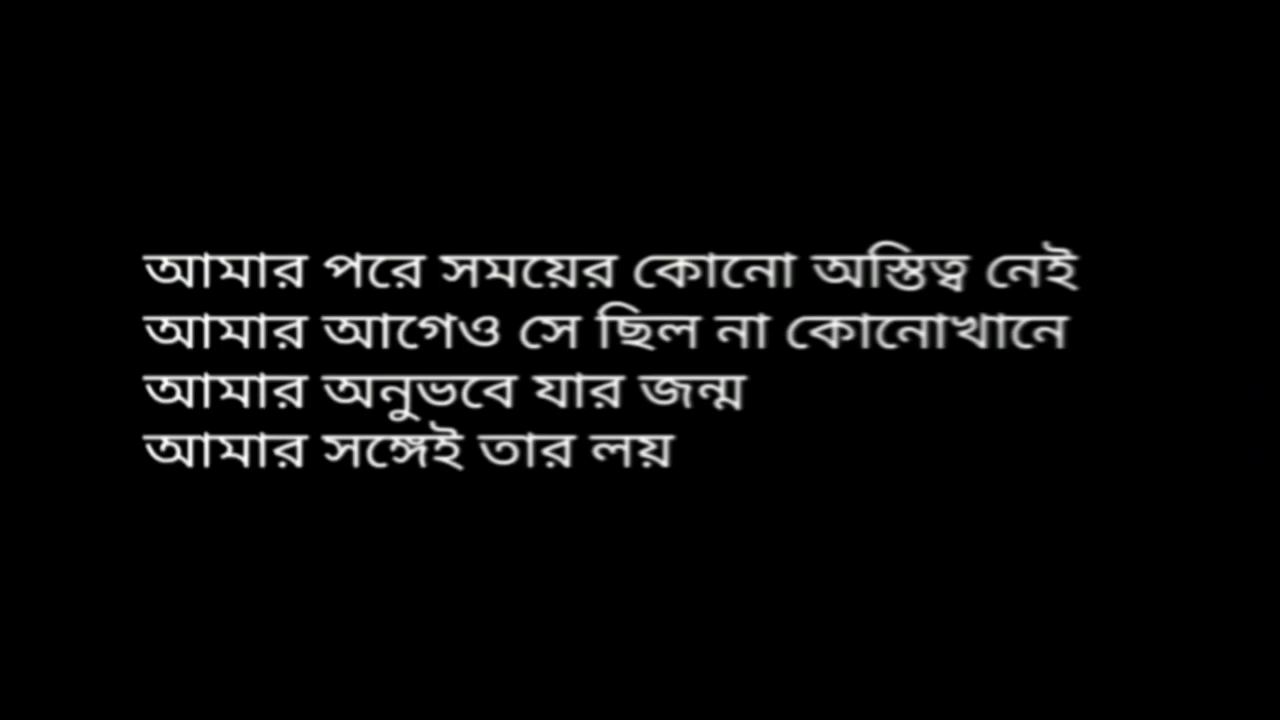 আমার পরে সময়ের কোনো অস্তিত্ব নেই
আমার আগেও সে ছিল না কোনোখানে
আমার অনুভবে যার জন্ম
আমার সঙ্গেই তার লয়